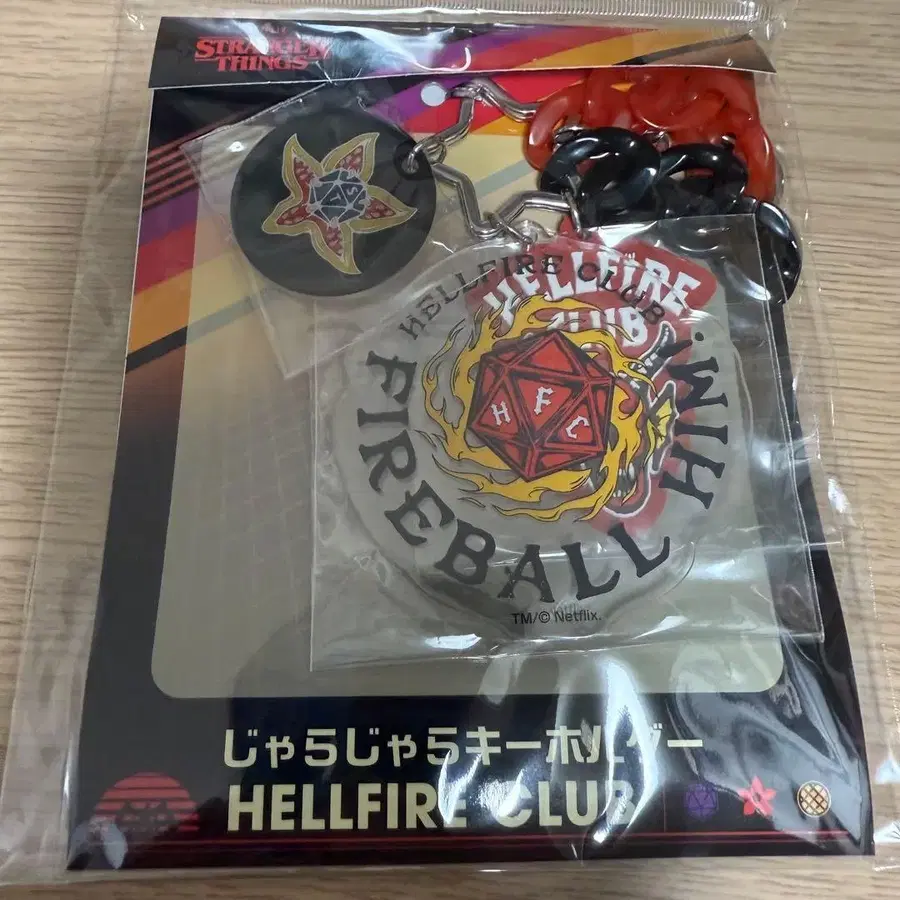 STRANGER
THINGS
HELLFIRE CLUB
HELLFIRE
CLUB
H F C
FIREBALL HIM!
TM/© Netflix.
じゃらじゃらキーホルダー
HELLFIRE CLUB